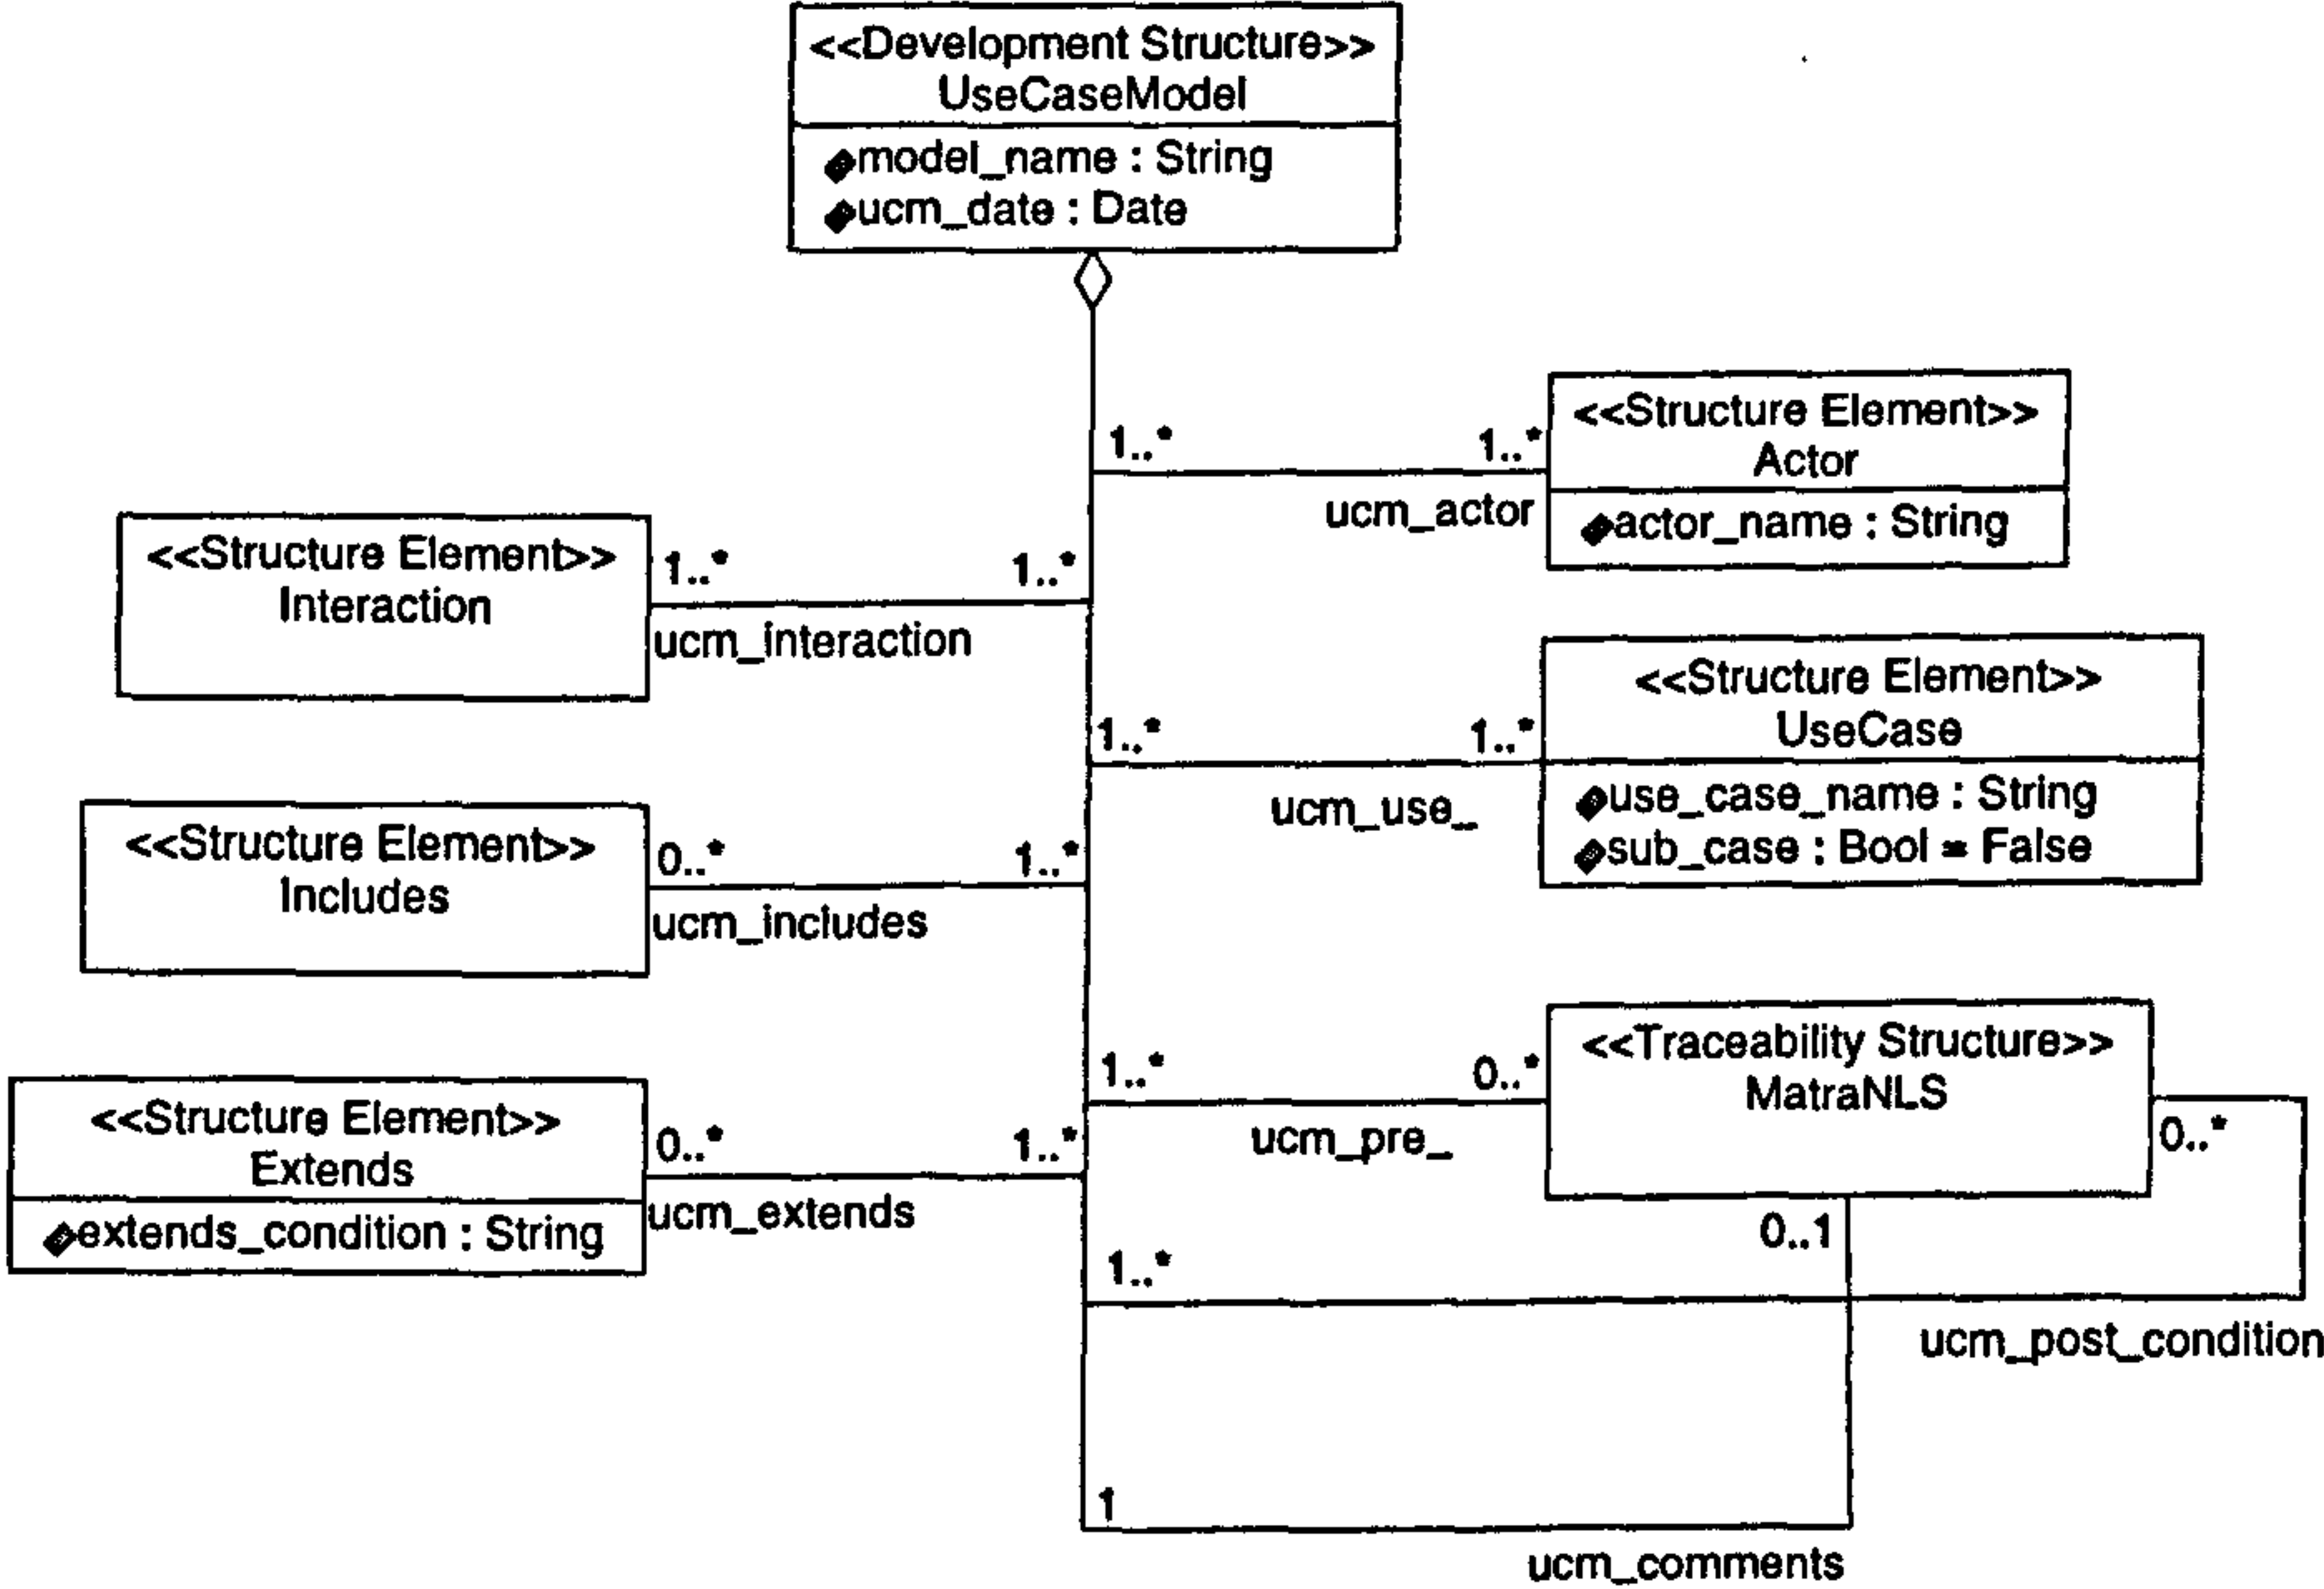 <<Development Structure>>
UseCaseModel
model_name : String
ucm_date : Date
1..*
1..*
ucm_actor
<<Structure Element>>
Actor
actor_name : String
<<Structure Element>>
Interaction
1..*
1..*
ucm_interaction
1..*
1..*
ucm_use_
<<Structure Element>>
UseCase
use_case_name : String
sub_case : Bool = False
<<Structure Element>>
Includes
0..*
1..*
ucm_includes
1..*
0..*
ucm_pre_
<<Traceability Structure>>
MatraNLS
0..*
0..1
<<Structure Element>>
Extends
extends_condition : String
0..*
1..*
ucm_extends
1..*
ucm_post_condition
1
ucm_comments